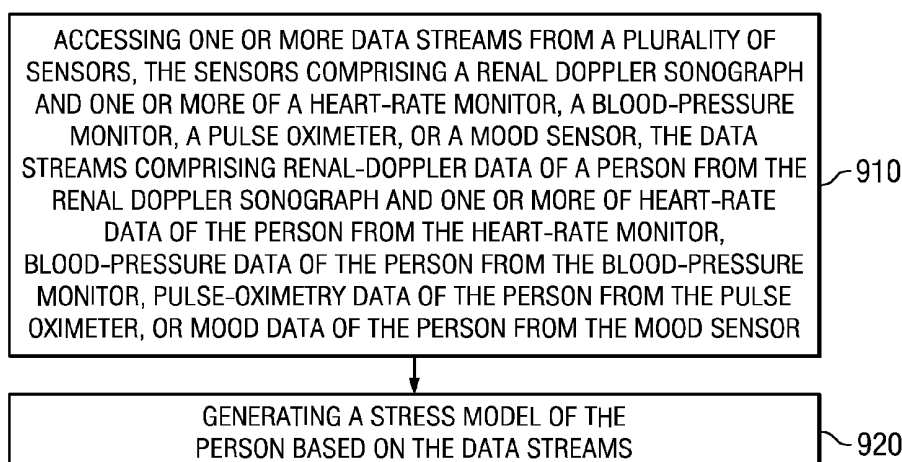 ACCESSING ONE OR MORE DATA STREAMS FROM A PLURALITY OF
SENSORS, THE SENSORS COMPRISING A RENAL DOPPLER SONOGRAPH
AND ONE OR MORE OF A HEART-RATE MONITOR, A BLOOD-PRESSURE
MONITOR, A PULSE OXIMETER, OR A MOOD SENSOR, THE DATA
STREAMS COMPRISING RENAL-DOPPLER DATA OF A PERSON FROM THE
RENAL DOPPLER SONOGRAPH AND ONE OR MORE OF HEART-RATE
DATA OF THE PERSON FROM THE HEART-RATE MONITOR,
BLOOD-PRESSURE DATA OF THE PERSON FROM THE BLOOD-PRESSURE
MONITOR, PULSE-OXIMETRY DATA OF THE PERSON FROM THE PULSE
OXIMETER, OR MOOD DATA OF THE PERSON FROM THE MOOD SENSOR
910
GENERATING A STRESS MODEL OF THE
PERSON BASED ON THE DATA STREAMS
920